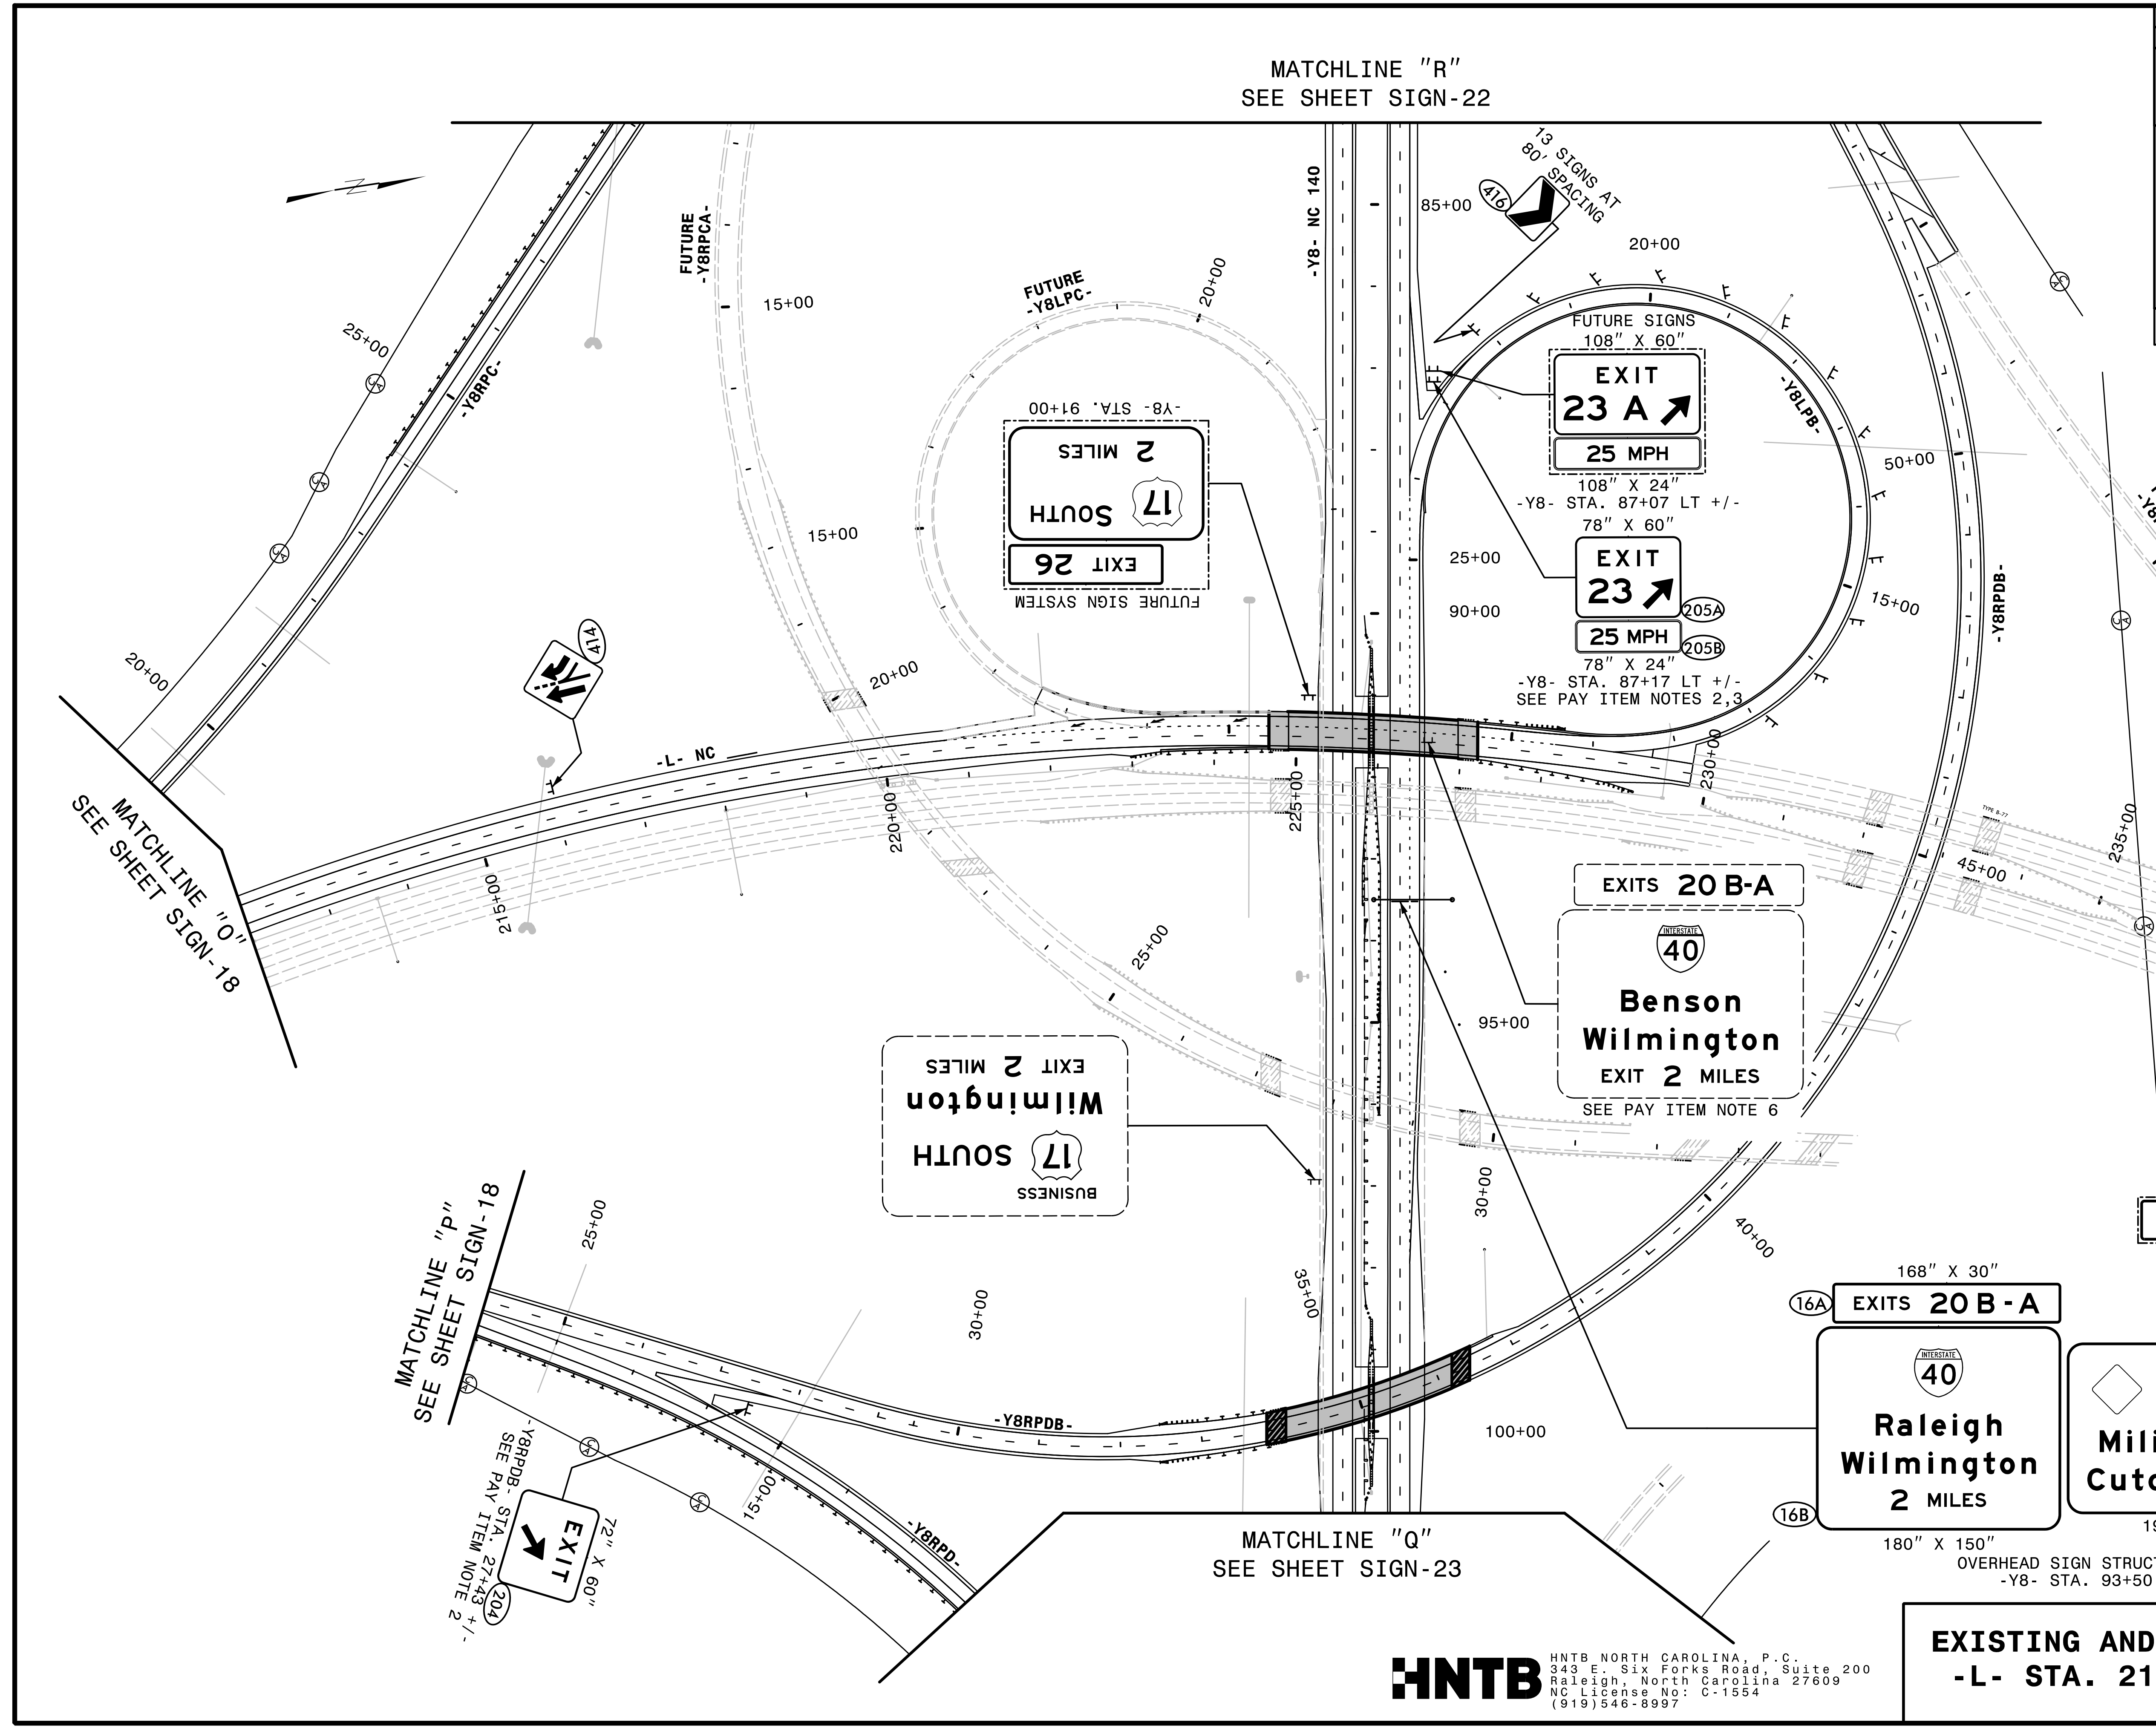 MATCHLINE "R"
SEE SHEET SIGN-22
13 SIGNS AT
80' SPACING
416
-Y8- NC 140
85+00
20+00
FUTURE
-Y8RPCA-
15+00
FUTURE
-Y8LPC-
20+00
25+00
-Y8RPC-
FUTURE SIGNS
108" X 60"
EXIT
23 A
25 MPH
108" X 24"
-Y8- STA. 87+07 LT +/-
78" X 60"
EXIT
23
205A
25 MPH
205B
78" X 24"
-Y8- STA. 87+17 LT +/-
SEE PAY ITEM NOTES 2,3
-Y8LPB-
50+00
15+00
-Y8RPDB-
25+00
90+00
FUTURE SIGN SYSTEM
EXIT 26
17 SOUTH
2 MILES
-Y8- STA. 91+00
15+00
20+00
414
20+00
-L- NC
215+00
220+00
225+00
230+00
235+00
TYPE B-77
45+00
MATCHLINE "O"
SEE SHEET SIGN-18
25+00
EXITS 20 B-A
INTERSTATE
40
Benson
Wilmington
EXIT 2 MILES
SEE PAY ITEM NOTE 6
95+00
BUSINESS
17 SOUTH
Wilmington
EXIT 2 MILES
30+00
40+00
MATCHLINE "P"
SEE SHEET SIGN-18
25+00
30+00
35+00
-Y8RPDB-
100+00
15+00
-Y8RPD-
-Y8RPDB- STA. 27+43 +/-
SEE PAY ITEM NOTE 2
204
EXIT
72" X 60"
MATCHLINE "Q"
SEE SHEET SIGN-23
168" X 30"
16A
EXITS 20 B - A
INTERSTATE
40
Raleigh
Wilmington
2 MILES
16B
180" X 150"
OVERHEAD SIGN STRUCT
-Y8- STA. 93+50
HNTB
HNTB NORTH CAROLINA, P.C.
343 E. Six Forks Road, Suite 200
Raleigh, North Carolina 27609
NC License No: C-1554
(919)546-8997
EXISTING AND
-L- STA. 21